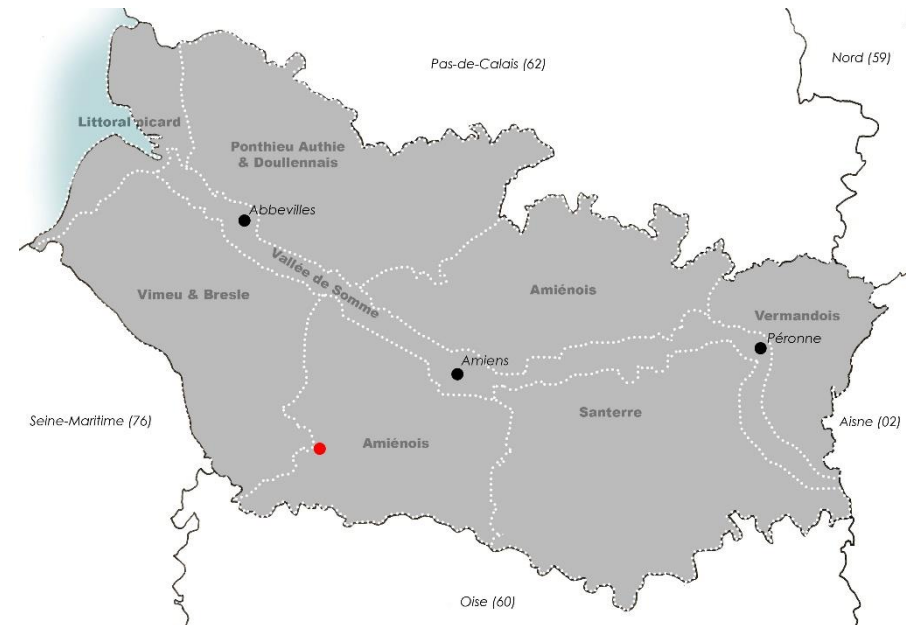 Pas-de-Calais (62)
Nord (59)
Littoral picard
Ponthieu Authie
& Doullennais
Abbevilles
Vallée de Somme
Vimeu & Bresle
Amiénois
Vermandois
Péronne
Amiens
Santerre
Seine-Maritime (76)
Aisne (02)
Amiénois
Oise (60)